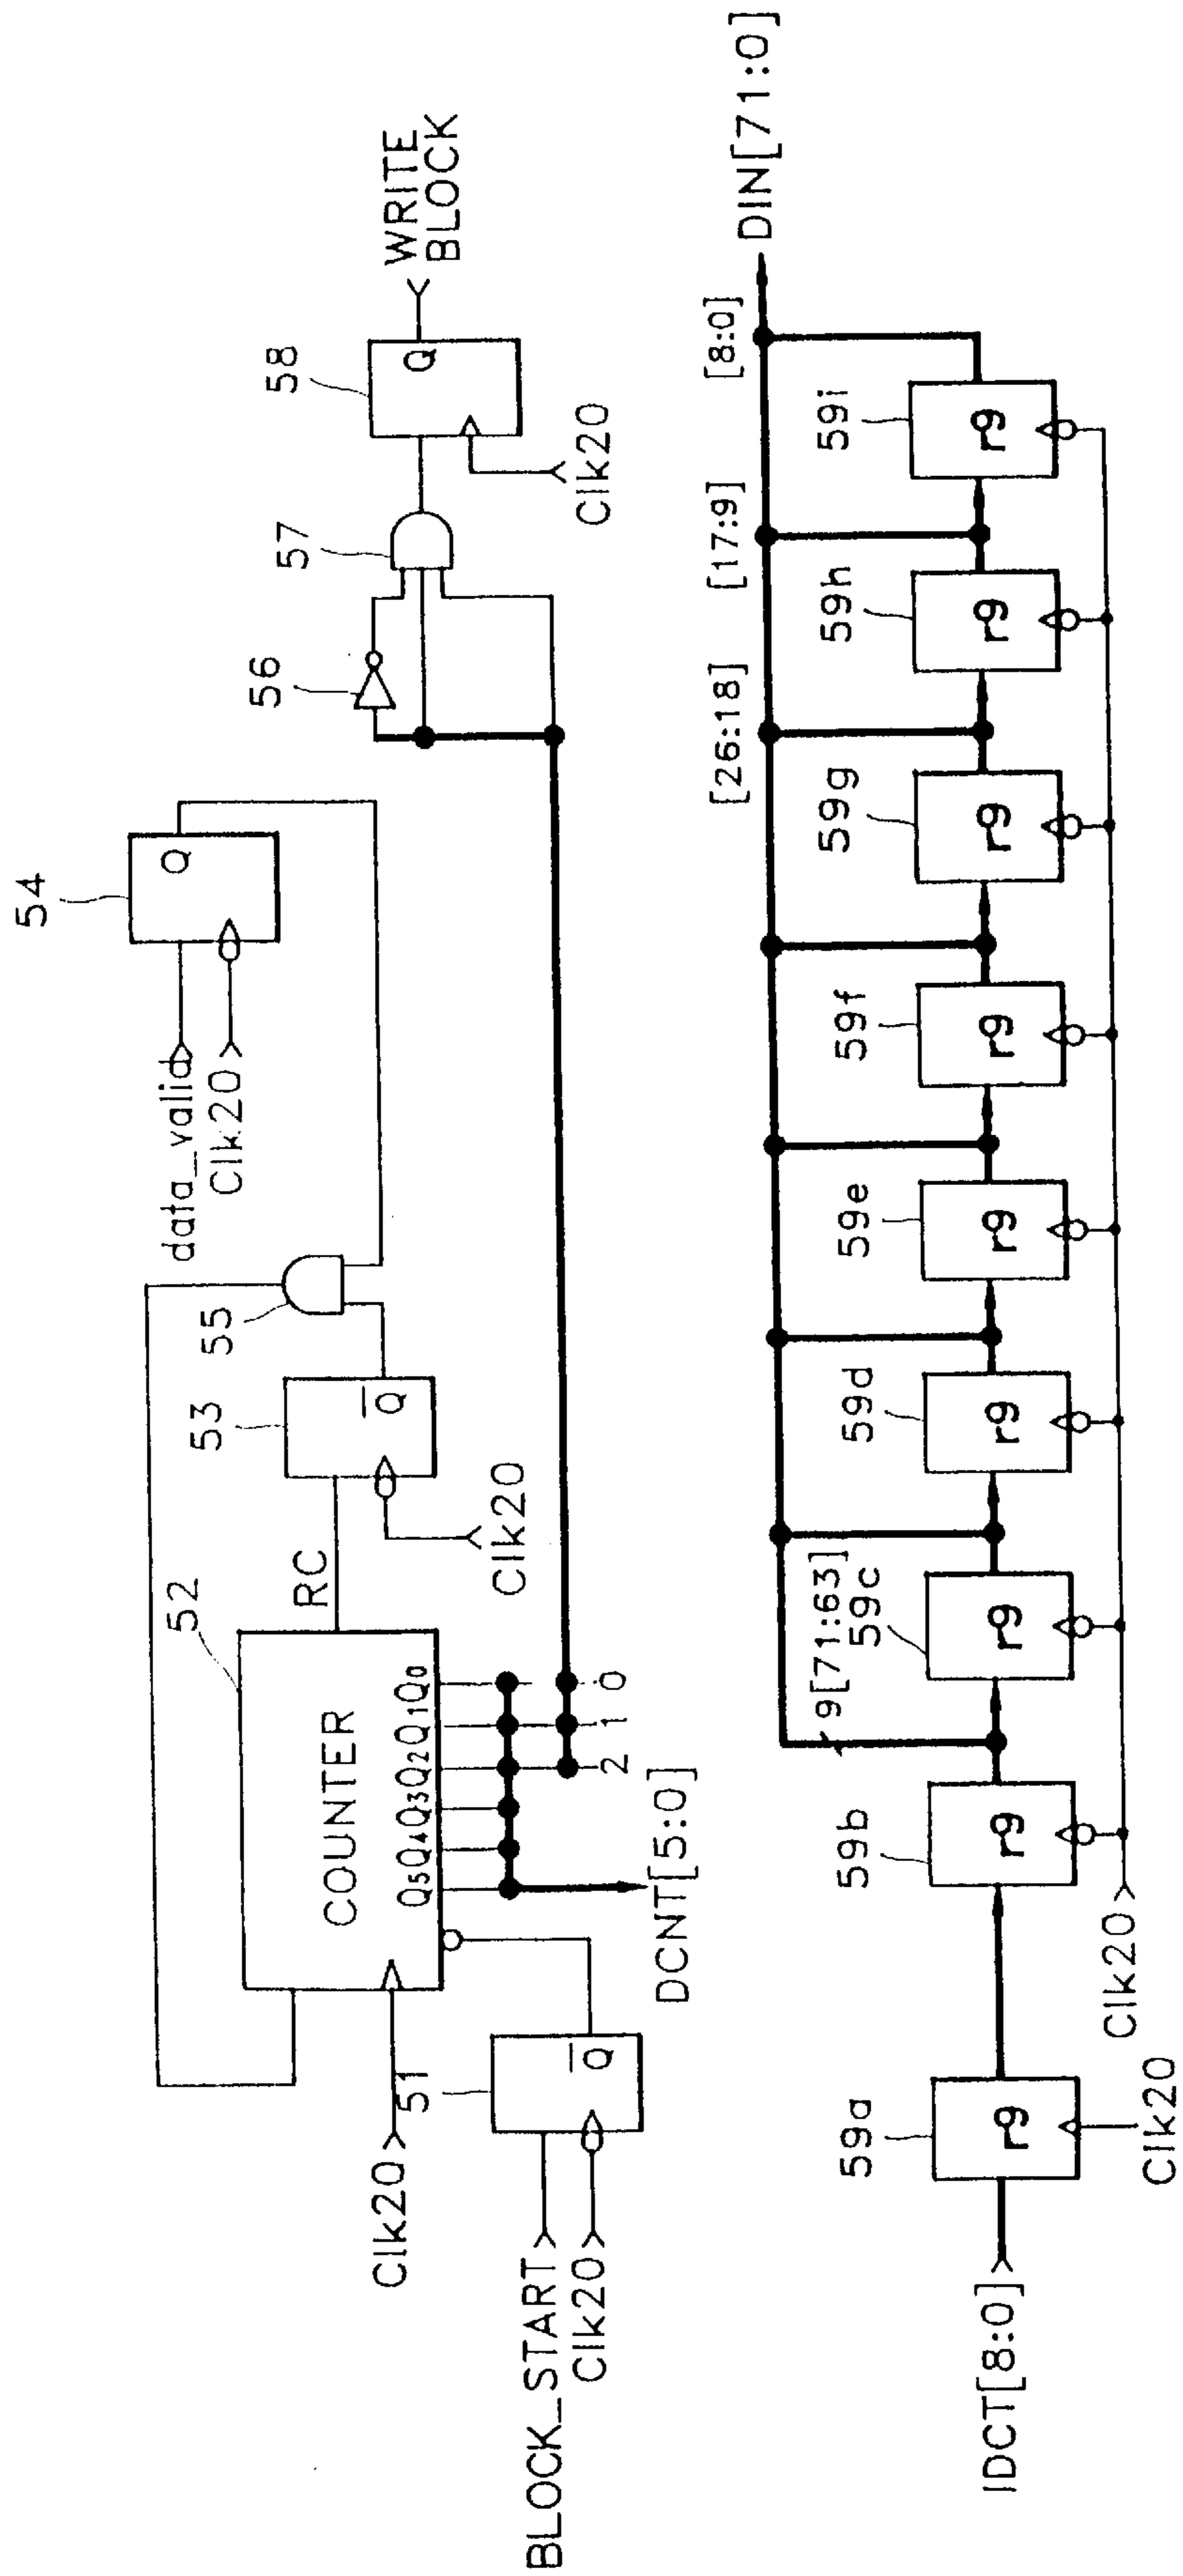 54
data_valid
Clk20
Q
55
53
Q
Clk20
52
RC
COUNTER
Q5Q4Q3Q2Q1Q0
2 1 0
DCNT[5:0]
Clk20
51
Q
BLOCK_START
Clk20
56
57
58
Q
Clk20
WRITE
BLOCK
DIN[71:0]
9[71:63]
[26:18]
[17:9]
[8:0]
59a
59b
59c
59d
59e
59f
59g
59h
59i
r9
r9
r9
r9
r9
r9
r9
r9
r9
IDCT[8:0]
Clk20
Clk20